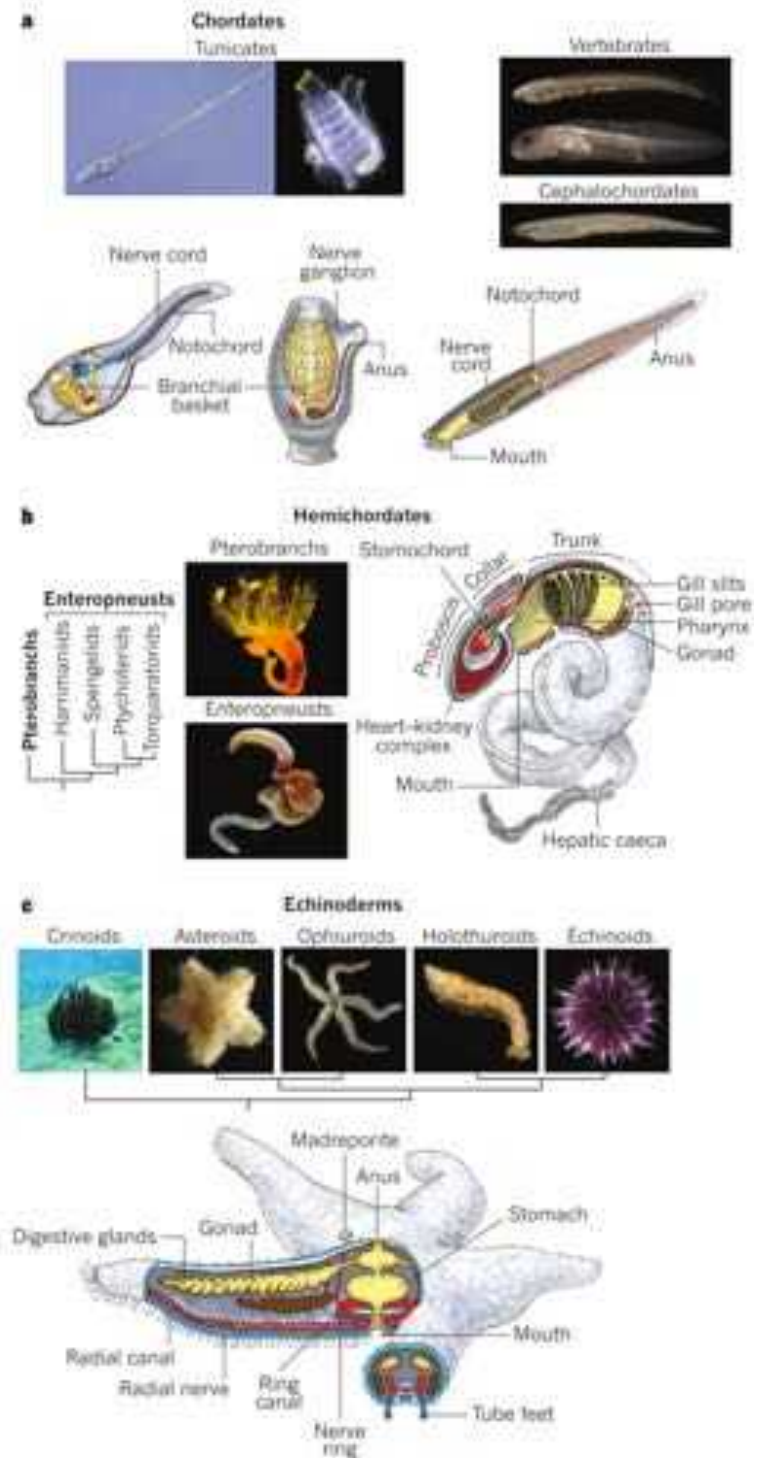 a
Chordates
Tunicates
Vertebrates
Cephalochordates
Nerve cord
Notochord
Branchial
basket
Nerve
ganglion
Anus
Notochord
Nerve
cord
Anus
Mouth
b
Hemichordates
Pterobranchs
Enteropneusts
Pterobranchs
Harrimaniids
Spengelids
Ptychoderids
Torquaratorids
Enteropneusts
Stomochord
Proboscis
Collar
Trunk
Gill slits
Gill pore
Pharynx
Gonad
Heart–kidney
complex
Mouth
Hepatic caeca
c
Echinoderms
Crinoids
Asteroids
Ophiuroids
Holothuroids
Echinoids
Madreporite
Anus
Stomach
Gonad
Digestive glands
Mouth
Radial canal
Radial nerve
Ring
canal
Nerve
ring
Tube feet